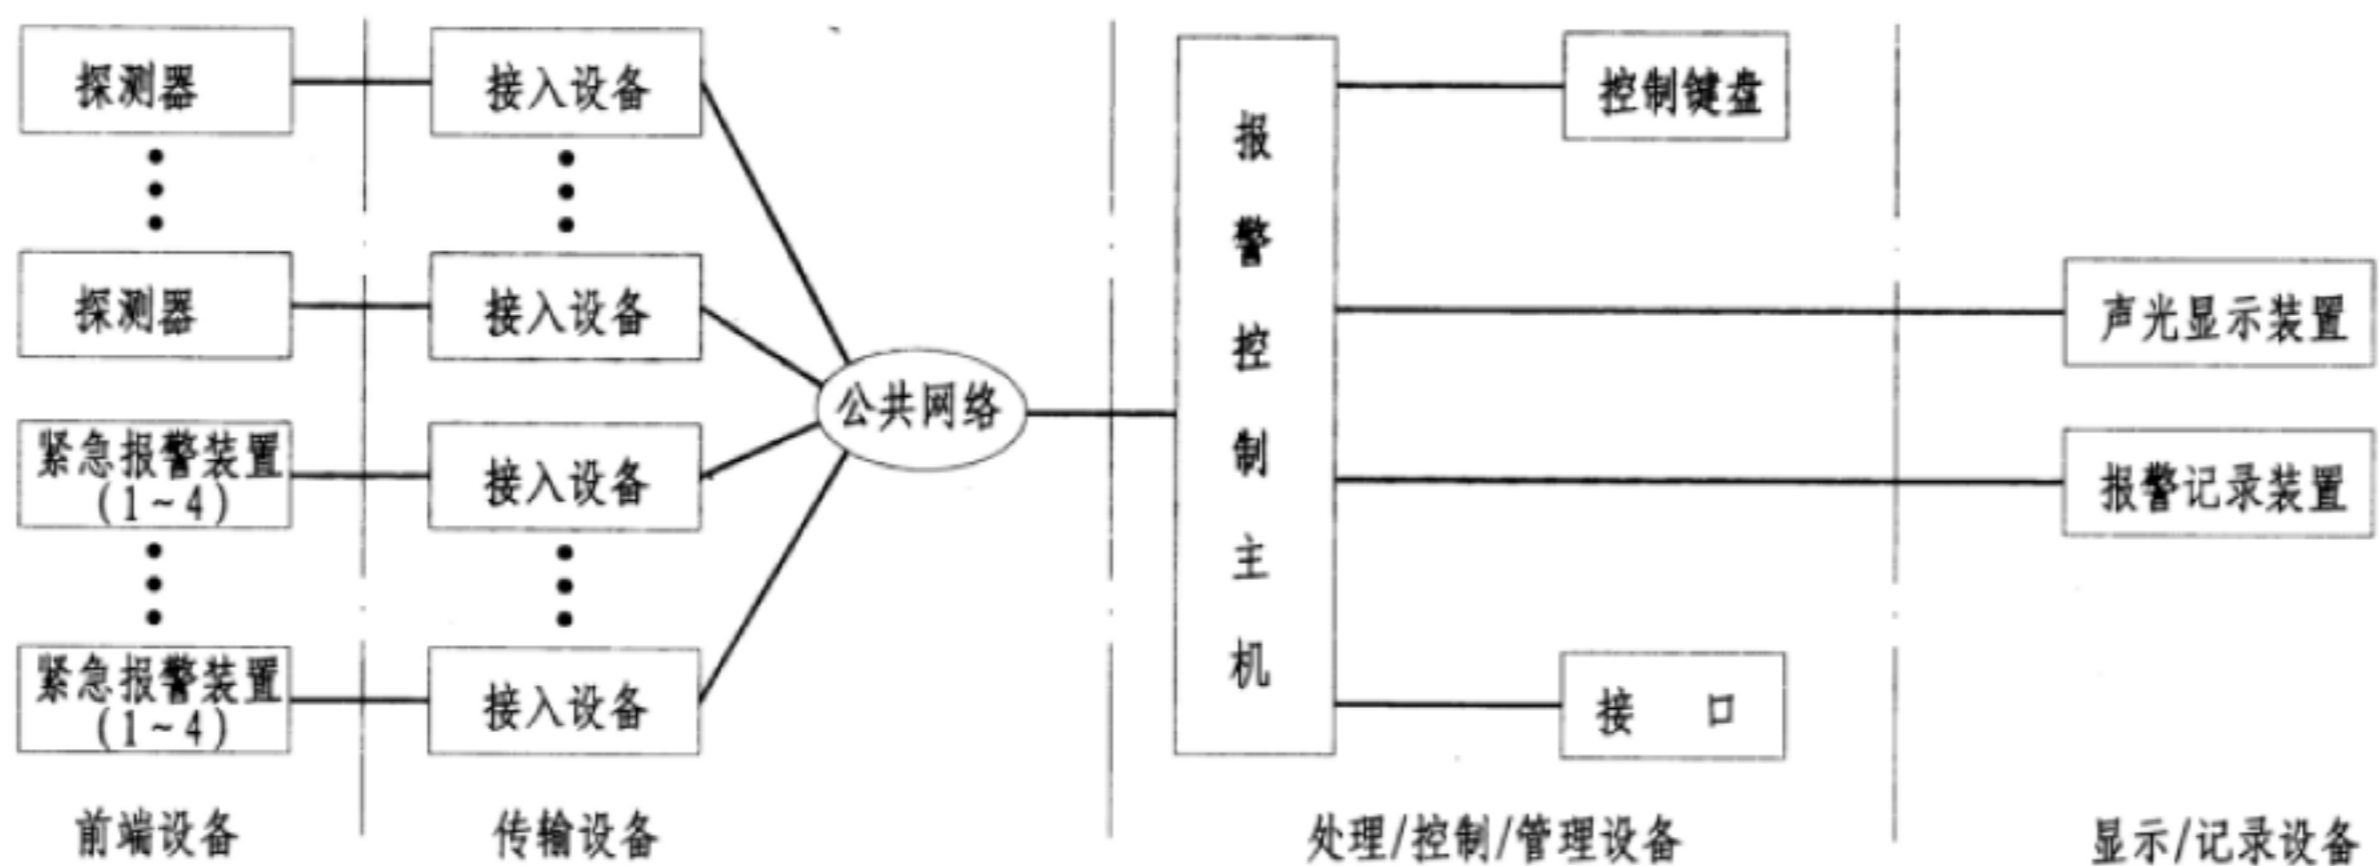 探测器
接入设备
控制键盘
探测器
接入设备
声光显示装置
公共网络
报警控制主机
紧急报警装置
(1~4)
接入设备
报警记录装置
紧急报警装置
(1~4)
接入设备
接 口
前端设备
传输设备
处理/控制/管理设备
显示/记录设备